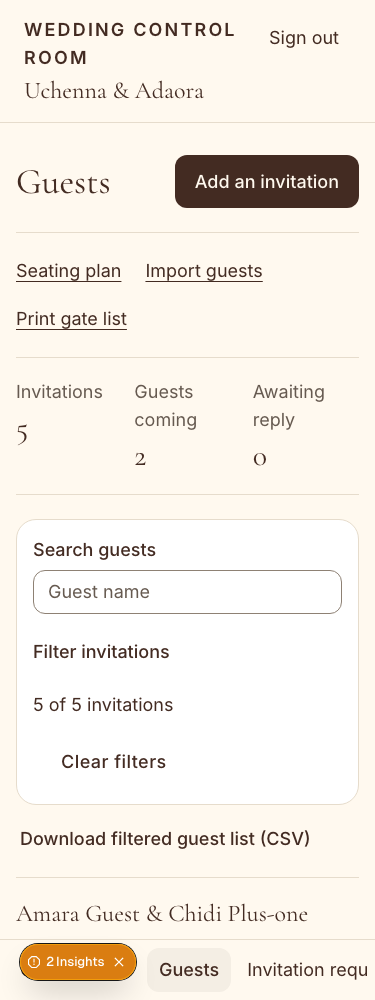 WEDDING CONTROL
ROOM
Sign out
Uchenna & Adaora
Guests
Add an invitation
Seating plan
Import guests
Print gate list
Invitations
5
Guests
coming
2
Awaiting
reply
0
Search guests
Guest name
Filter invitations
5 of 5 invitations
Clear filters
Download filtered guest list (CSV)
Amara Guest & Chidi Plus-one
2 Insights
Guests
Invitation requ